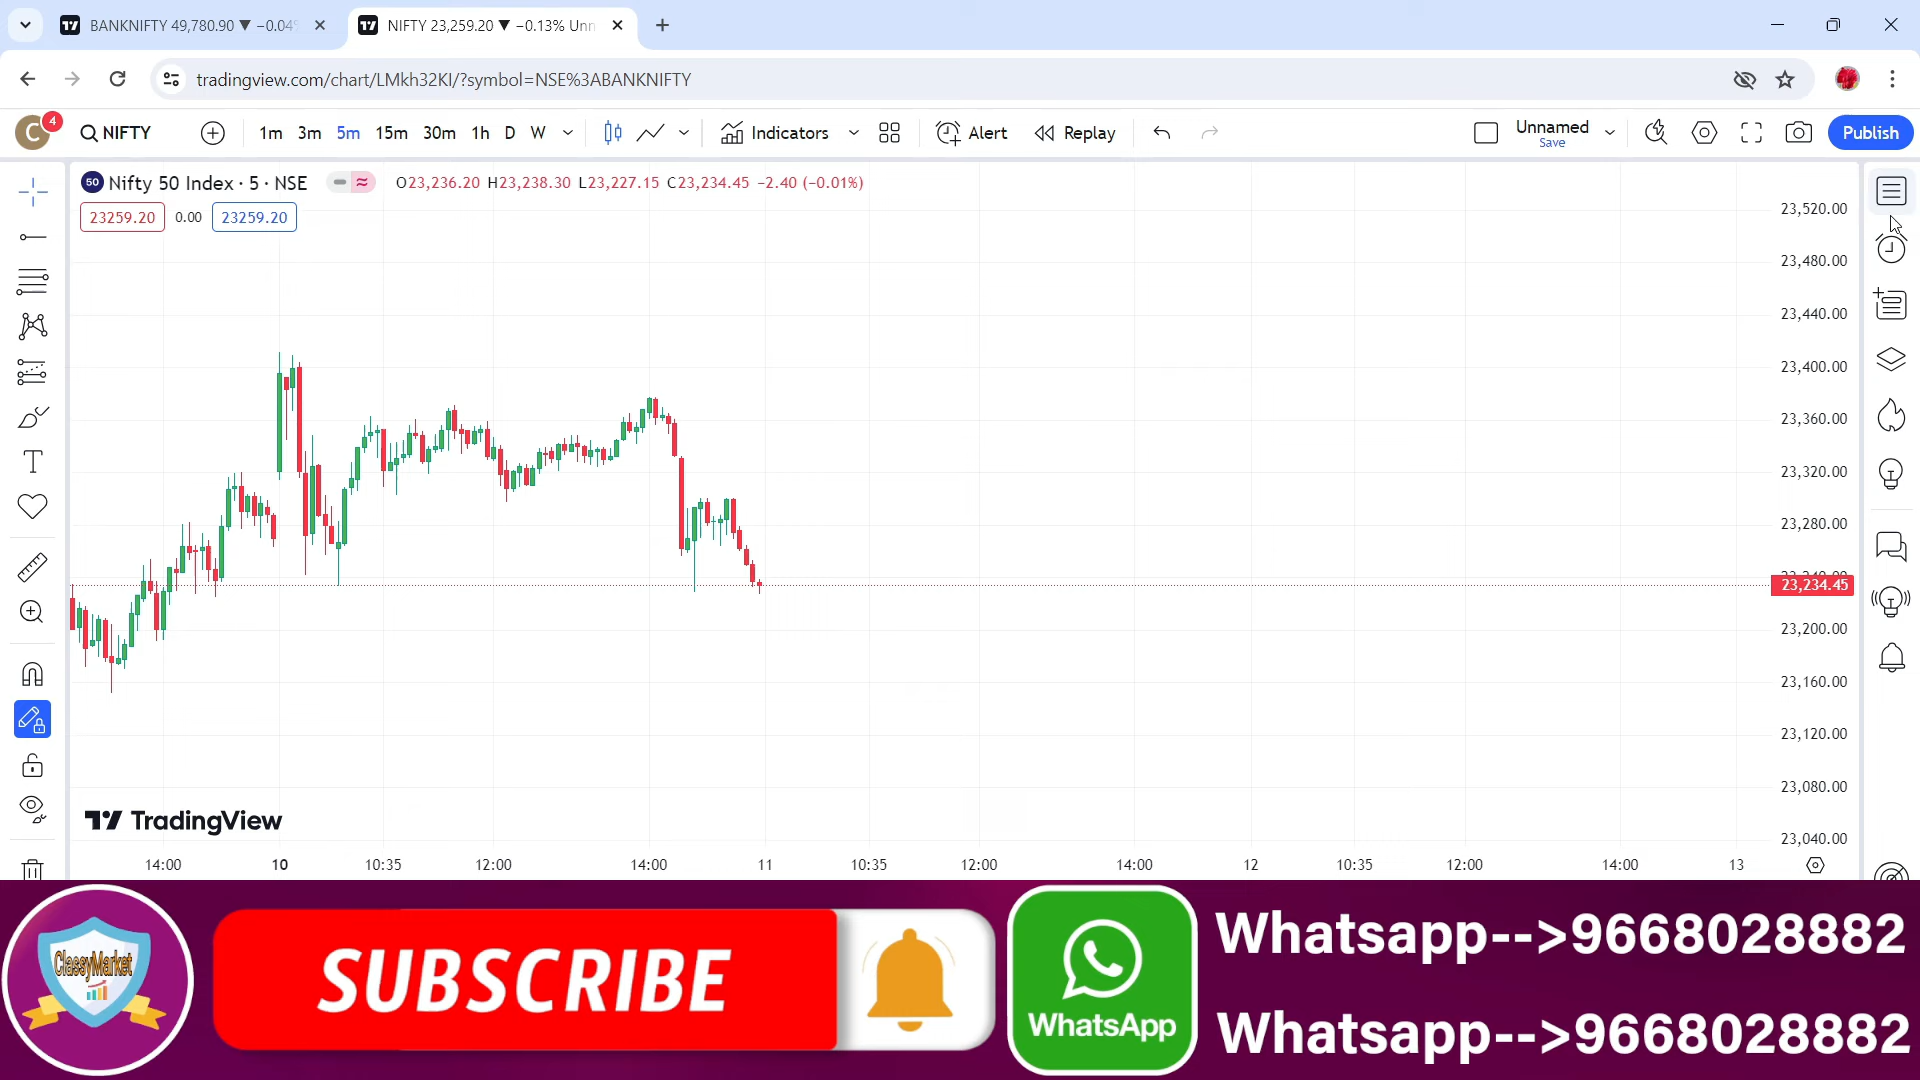 BANKNIFTY 49,780.90 ▼ −0.04%
NIFTY 23,259.20 ▼ −0.13% Unn
tradingview.com/chart/LMkh32KI/?symbol=NSE%3ABANKNIFTY
C 4 NIFTY 1m 3m 5m 15m 30m 1h D W Indicators Alert Replay Unnamed Save Publish
50 Nifty 50 Index · 5 · NSE O23,236.20 H23,238.30 L23,227.15 C23,234.45 −2.40 (−0.01%)
23259.20 0.00 23259.20
23,520.00
23,480.00
23,440.00
23,400.00
23,360.00
23,320.00
23,280.00
23,234.45
23,200.00
23,160.00
23,120.00
23,080.00
23,040.00
TradingView
14:00 10 10:35 12:00 14:00 11 10:35 12:00 14:00 12 10:35 12:00 14:00 13
ClassyMarket
SUBSCRIBE
WhatsApp
Whatsapp-->9668028882
Whatsapp-->9668028882